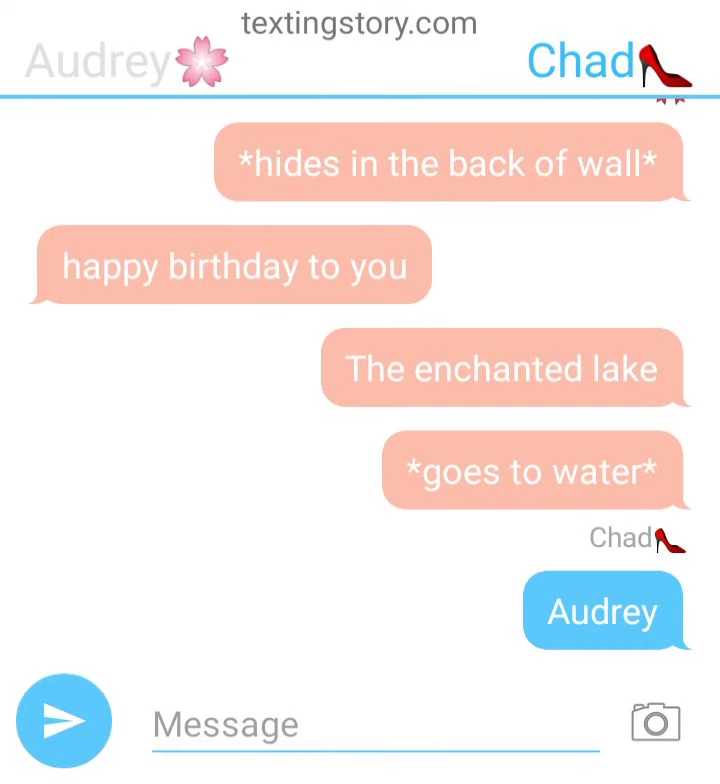 textingstory.com
Audrey🌸
Chad👠
*hides in the back of wall*
happy birthday to you
The enchanted lake
*goes to water*
Chad👠
Audrey
Message